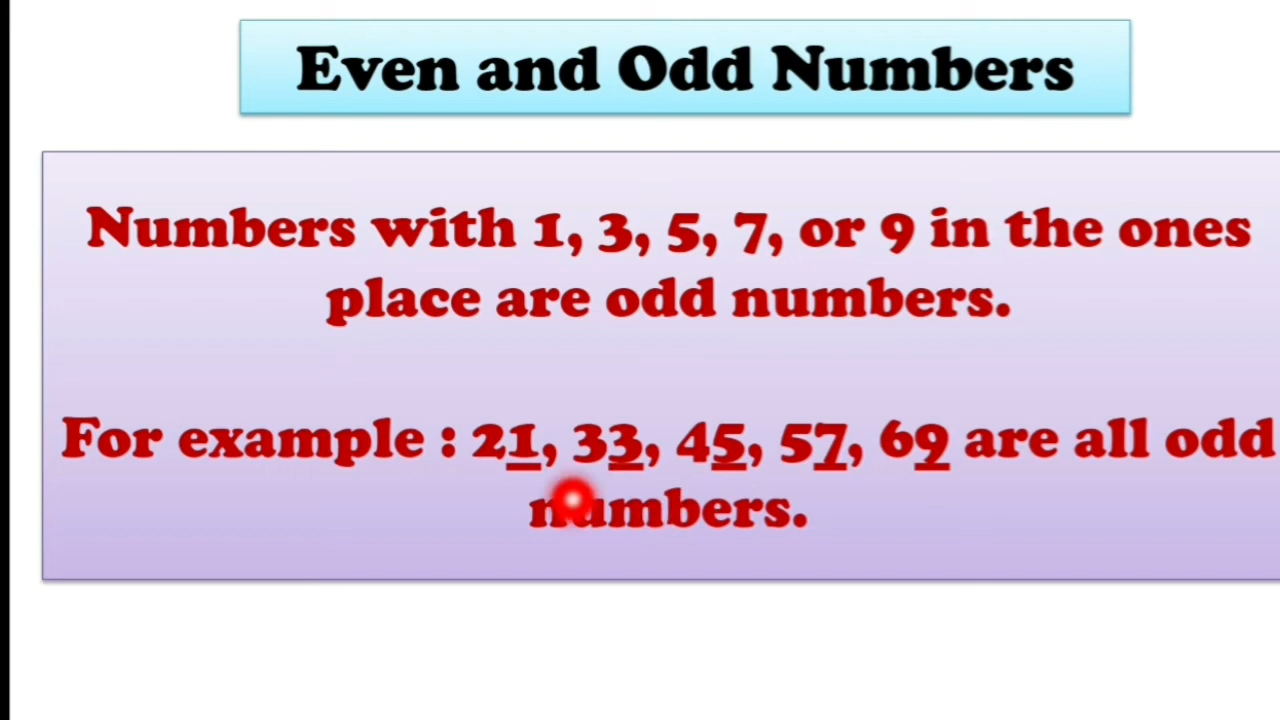 Even and Odd Numbers
Numbers with 1, 3, 5, 7, or 9 in the ones
place are odd numbers.
For example : 21, 33, 45, 57, 69 are all odd
numbers.